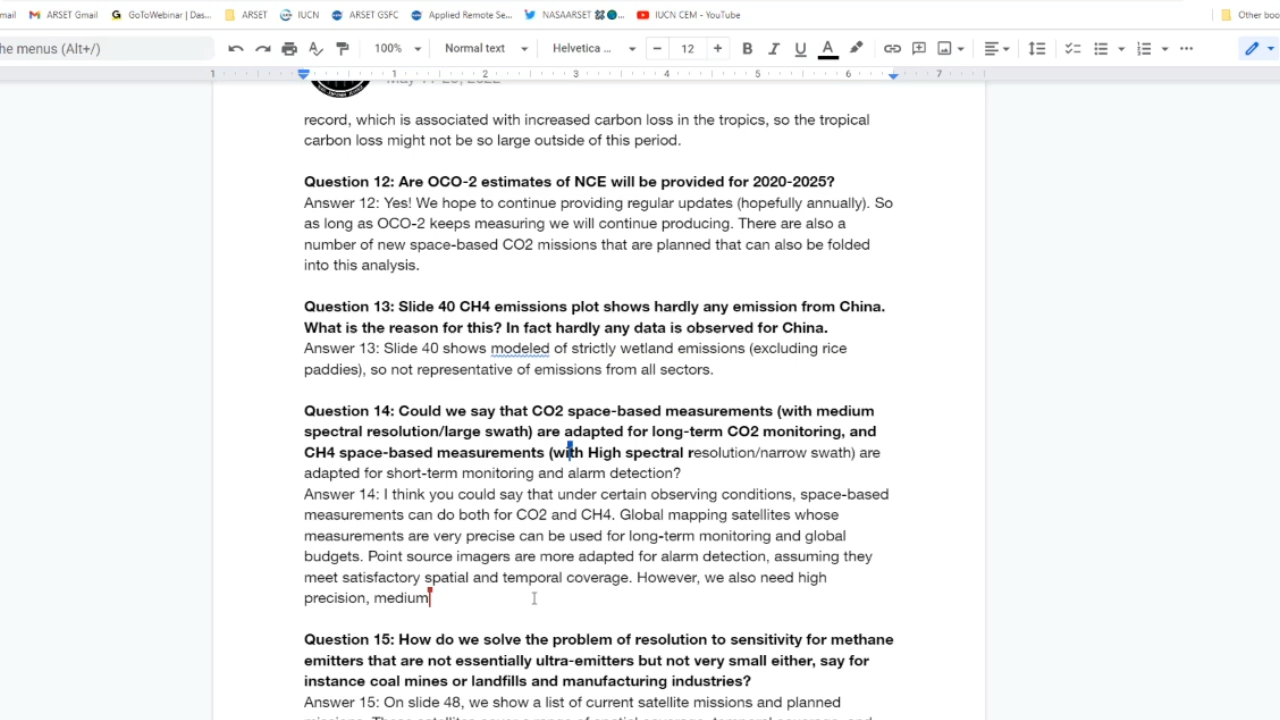 mail ARSET Gmail GoToWebinar | Das... ARSET IUCN ARSET GSFC Applied Remote Se... NASAARSET IUCN CEM - YouTube Other boo
he menus (Alt+/) 100% Normal text Helvetica ... 12
1 1 2 3 4 5 6 7
record, which is associated with increased carbon loss in the tropics, so the tropical
carbon loss might not be so large outside of this period.
Question 12: Are OCO-2 estimates of NCE will be provided for 2020-2025?
Answer 12: Yes! We hope to continue providing regular updates (hopefully annually). So
as long as OCO-2 keeps measuring we will continue producing. There are also a
number of new space-based CO2 missions that are planned that can also be folded
into this analysis.
Question 13: Slide 40 CH4 emissions plot shows hardly any emission from China.
What is the reason for this? In fact hardly any data is observed for China.
Answer 13: Slide 40 shows modeled of strictly wetland emissions (excluding rice
paddies), so not representative of emissions from all sectors.
Question 14: Could we say that CO2 space-based measurements (with medium
spectral resolution/large swath) are adapted for long-term CO2 monitoring, and
CH4 space-based measurements (with High spectral resolution/narrow swath) are
adapted for short-term monitoring and alarm detection?
Answer 14: I think you could say that under certain observing conditions, space-based
measurements can do both for CO2 and CH4. Global mapping satellites whose
measurements are very precise can be used for long-term monitoring and global
budgets. Point source imagers are more adapted for alarm detection, assuming they
meet satisfactory spatial and temporal coverage. However, we also need high
precision, medium
Question 15: How do we solve the problem of resolution to sensitivity for methane
emitters that are not essentially ultra-emitters but not very small either, say for
instance coal mines or landfills and manufacturing industries?
Answer 15: On slide 48, we show a list of current satellite missions and planned